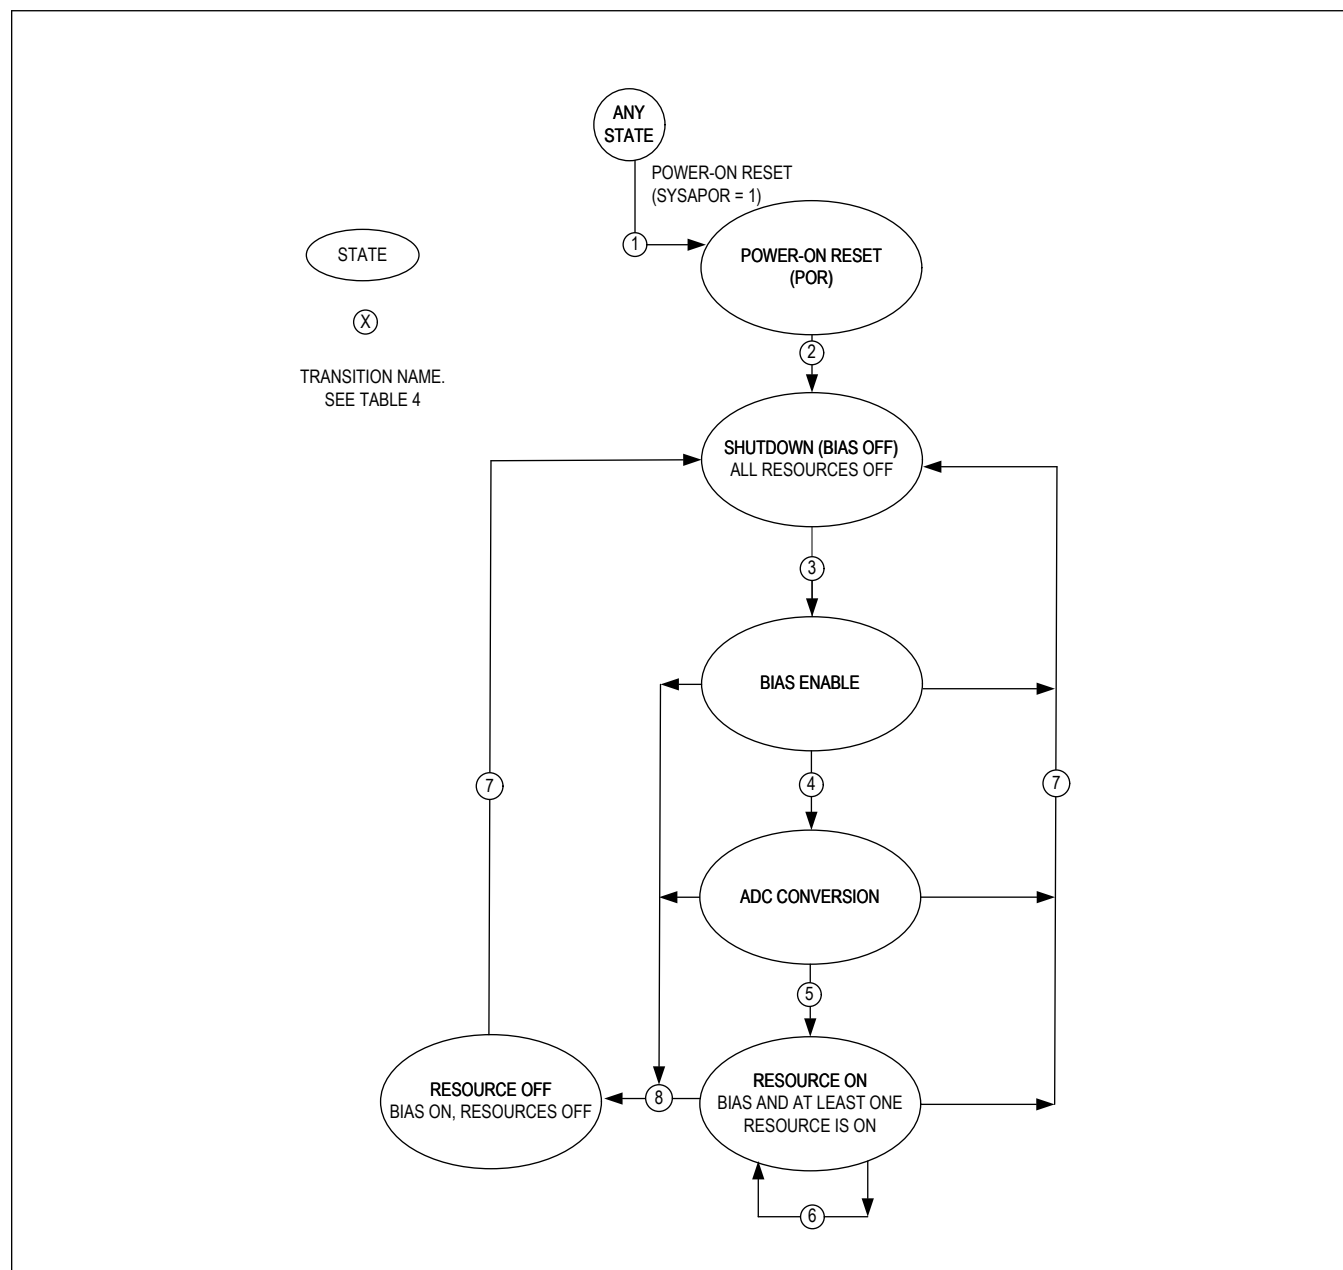 ANY
STATE
POWER-ON RESET
(SYSAPOR = 1)
1
STATE
POWER-ON RESET
(POR)
X
2
TRANSITION NAME.
SEE TABLE 4
SHUTDOWN (BIAS OFF)
ALL RESOURCES OFF
3
BIAS ENABLE
7
4
7
ADC CONVERSION
5
RESOURCE OFF
BIAS ON, RESOURCES OFF
8
RESOURCE ON
BIAS AND AT LEAST ONE
RESOURCE IS ON
6